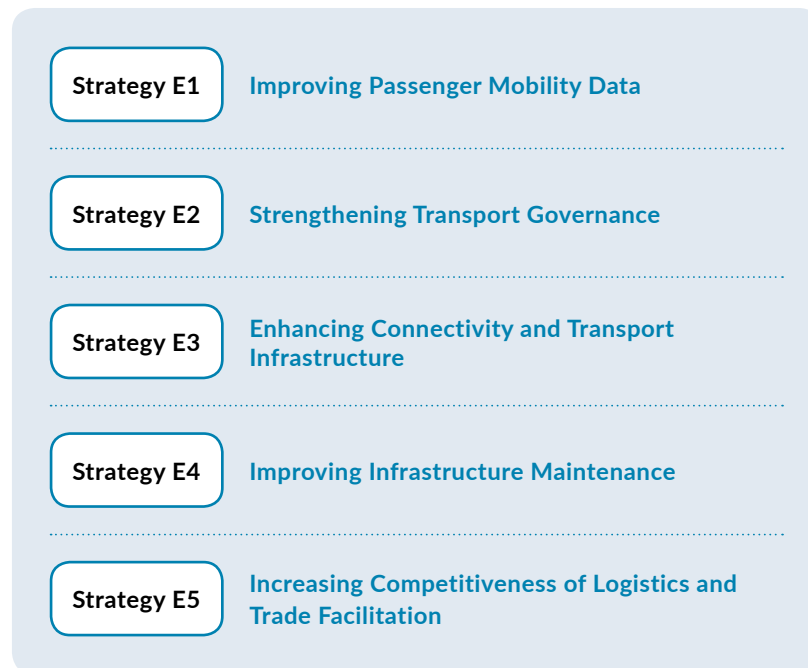 Strategy E1
Improving Passenger Mobility Data
Strategy E2
Strengthening Transport Governance
Strategy E3
Enhancing Connectivity and Transport
Infrastructure
Strategy E4
Improving Infrastructure Maintenance
Strategy E5
Increasing Competitiveness of Logistics and
Trade Facilitation